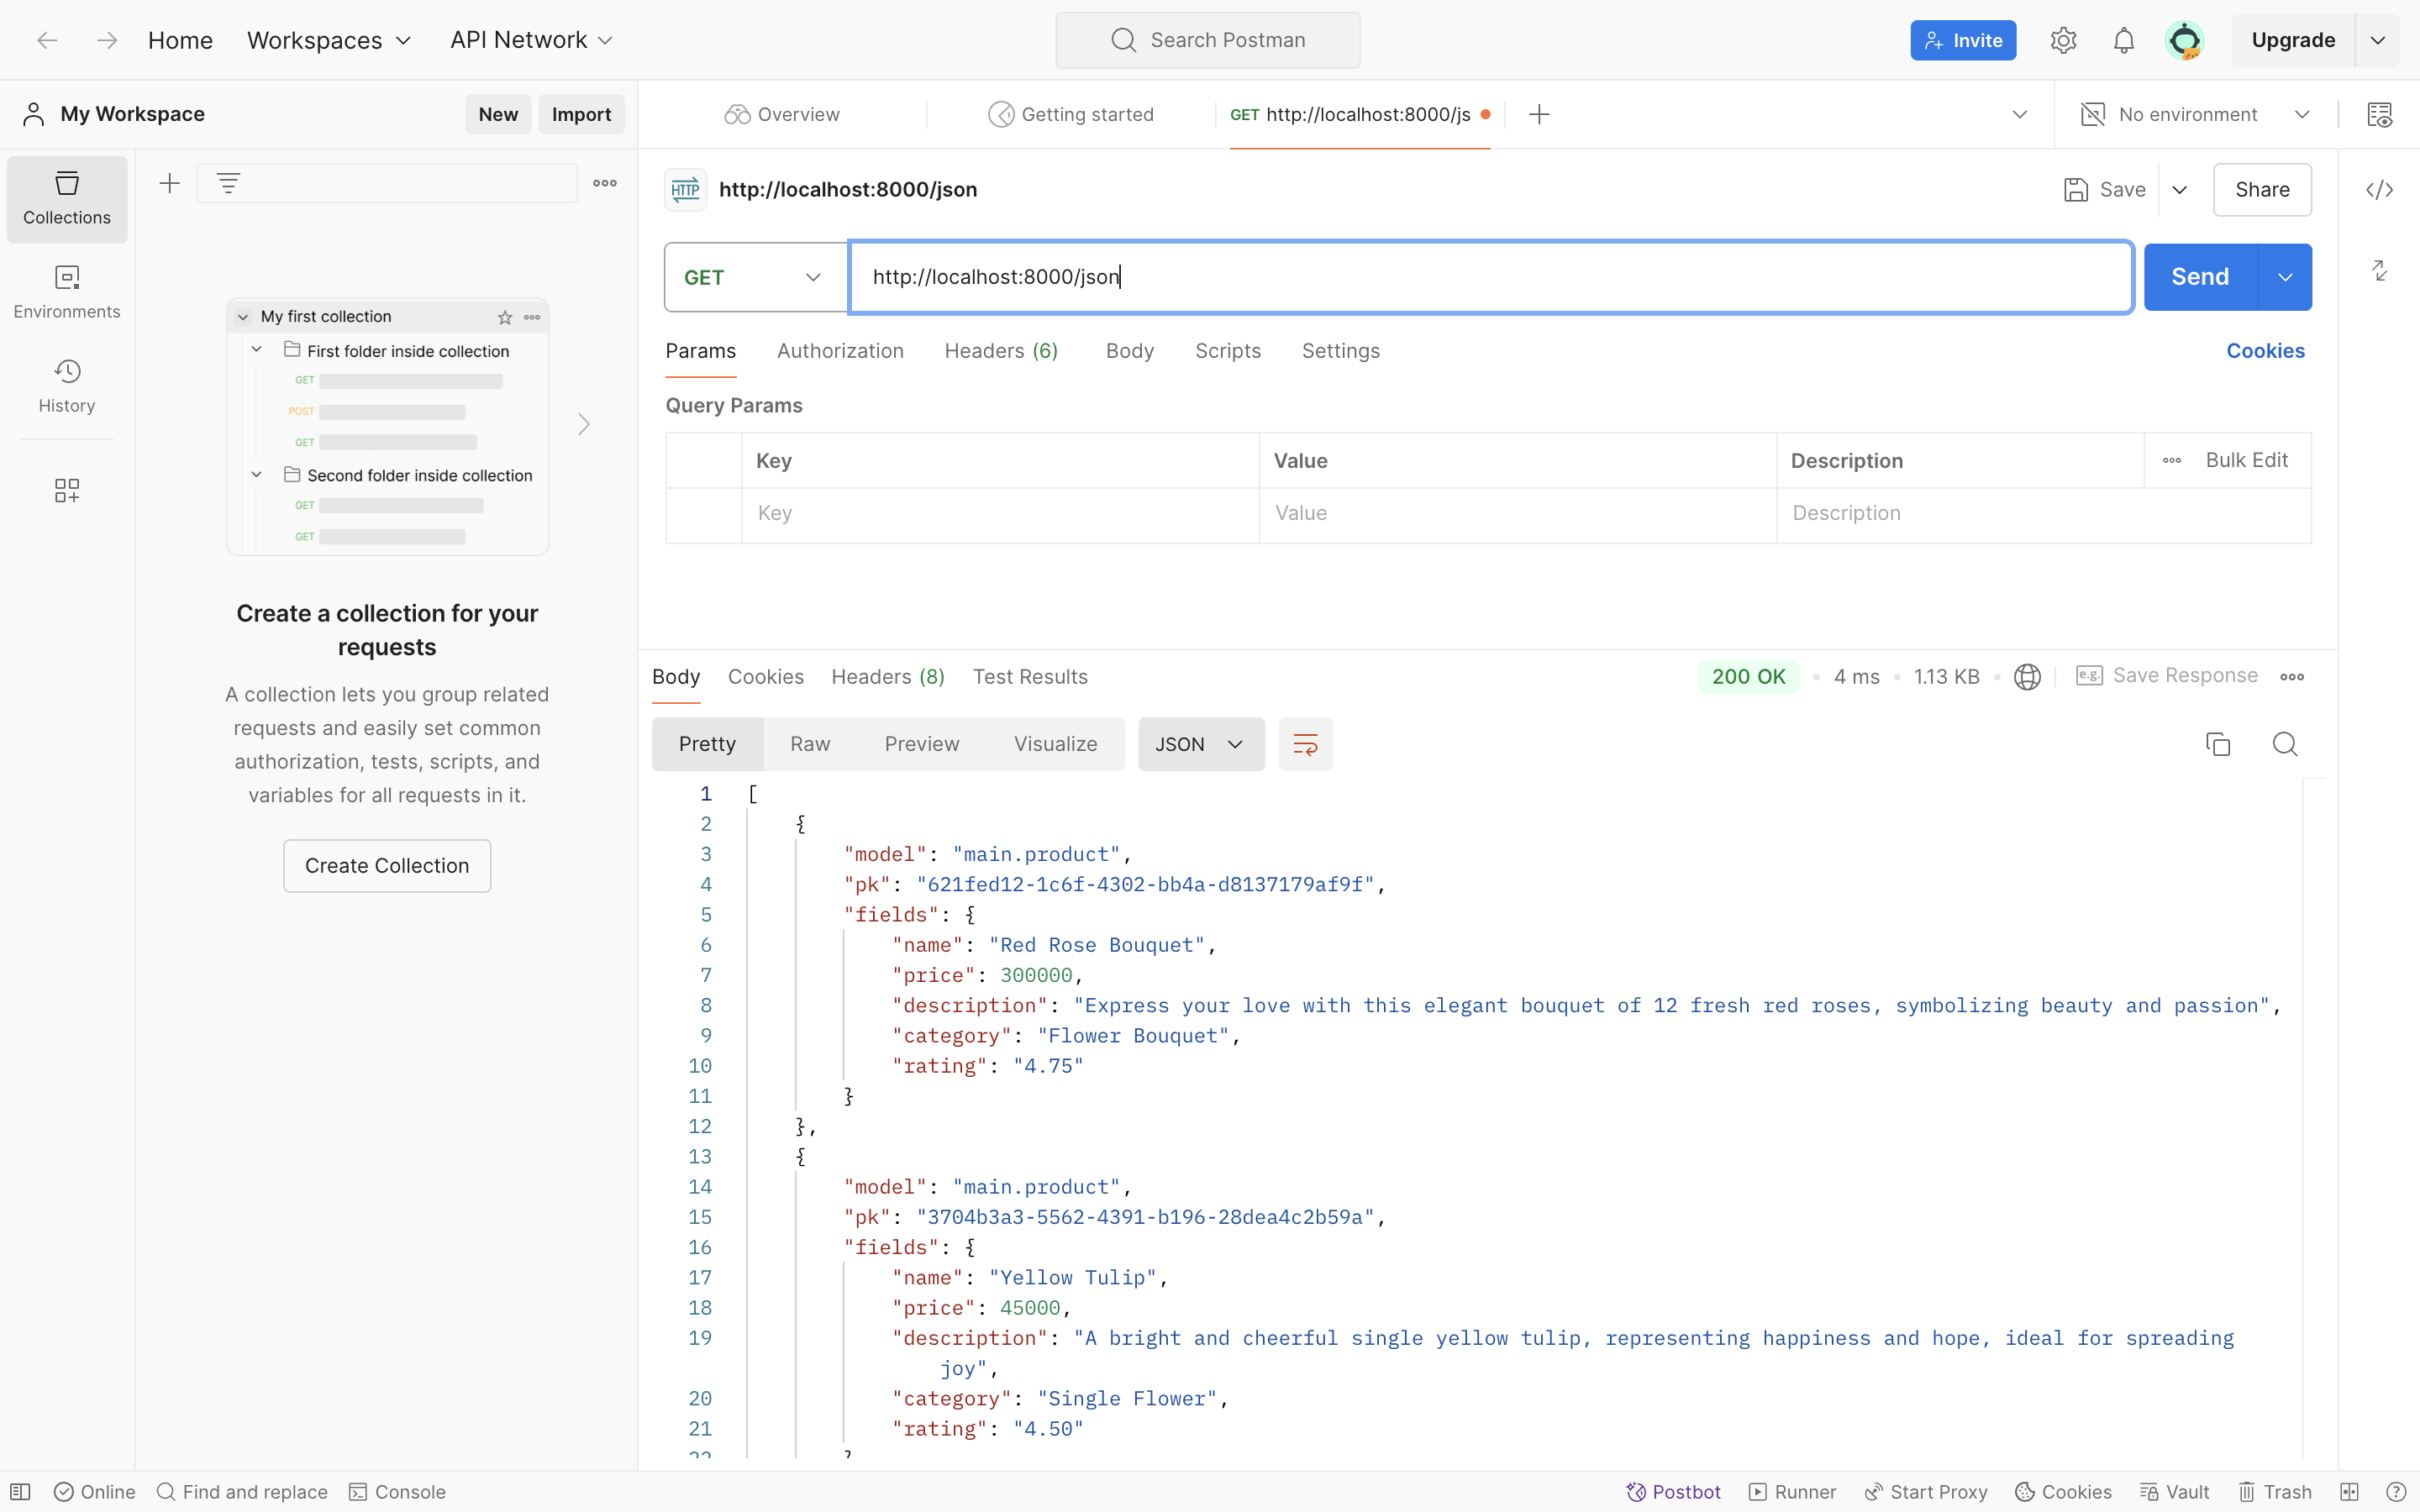 Home Workspaces API Network Search Postman Invite Upgrade
My Workspace New Import Overview Getting started GET http://localhost:8000/js No environment
Collections
Environments
History
My first collection
First folder inside collection
GET
POST
GET
Second folder inside collection
GET
GET
Create a collection for your
requests
A collection lets you group related
requests and easily set common
authorization, tests, scripts, and
variables for all requests in it.
Create Collection
HTTP http://localhost:8000/json Save Share
GET http://localhost:8000/json Send
Params Authorization Headers (6) Body Scripts Settings Cookies
Query Params
Key Value Description Bulk Edit
Key Value Description
Body Cookies Headers (8) Test Results 200 OK 4 ms 1.13 KB e.g. Save Response
Pretty Raw Preview Visualize JSON
1 [
2 {
3 "model": "main.product",
4 "pk": "621fed12-1c6f-4302-bb4a-d8137179af9f",
5 "fields": {
6 "name": "Red Rose Bouquet",
7 "price": 300000,
8 "description": "Express your love with this elegant bouquet of 12 fresh red roses, symbolizing beauty and passion",
9 "category": "Flower Bouquet",
10 "rating": "4.75"
11 }
12 },
13 {
14 "model": "main.product",
15 "pk": "3704b3a3-5562-4391-b196-28dea4c2b59a",
16 "fields": {
17 "name": "Yellow Tulip",
18 "price": 45000,
19 "description": "A bright and cheerful single yellow tulip, representing happiness and hope, ideal for spreading
joy",
20 "category": "Single Flower",
21 "rating": "4.50"
22 }
Online Find and replace Console Postbot Runner Start Proxy Cookies Vault Trash